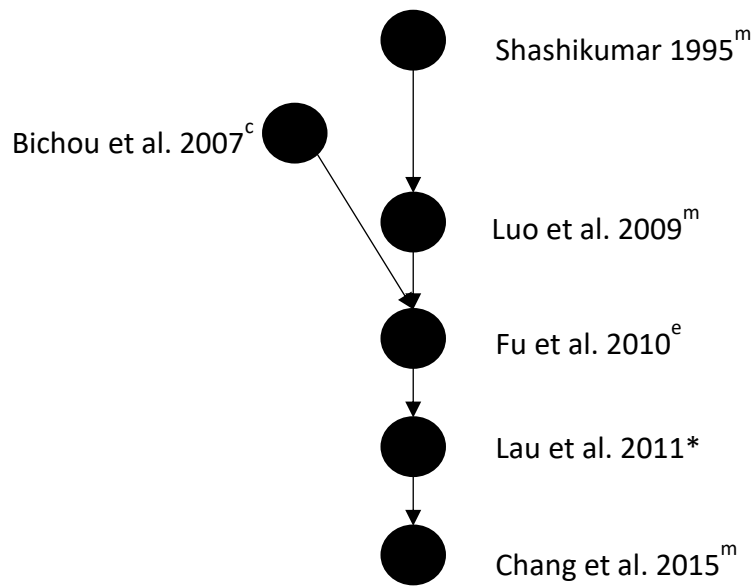 Shashikumar 1995ᵐ
Bichou et al. 2007ᶜ
Luo et al. 2009ᵐ
Fu et al. 2010ᵉ
Lau et al. 2011*
Chang et al. 2015ᵐ